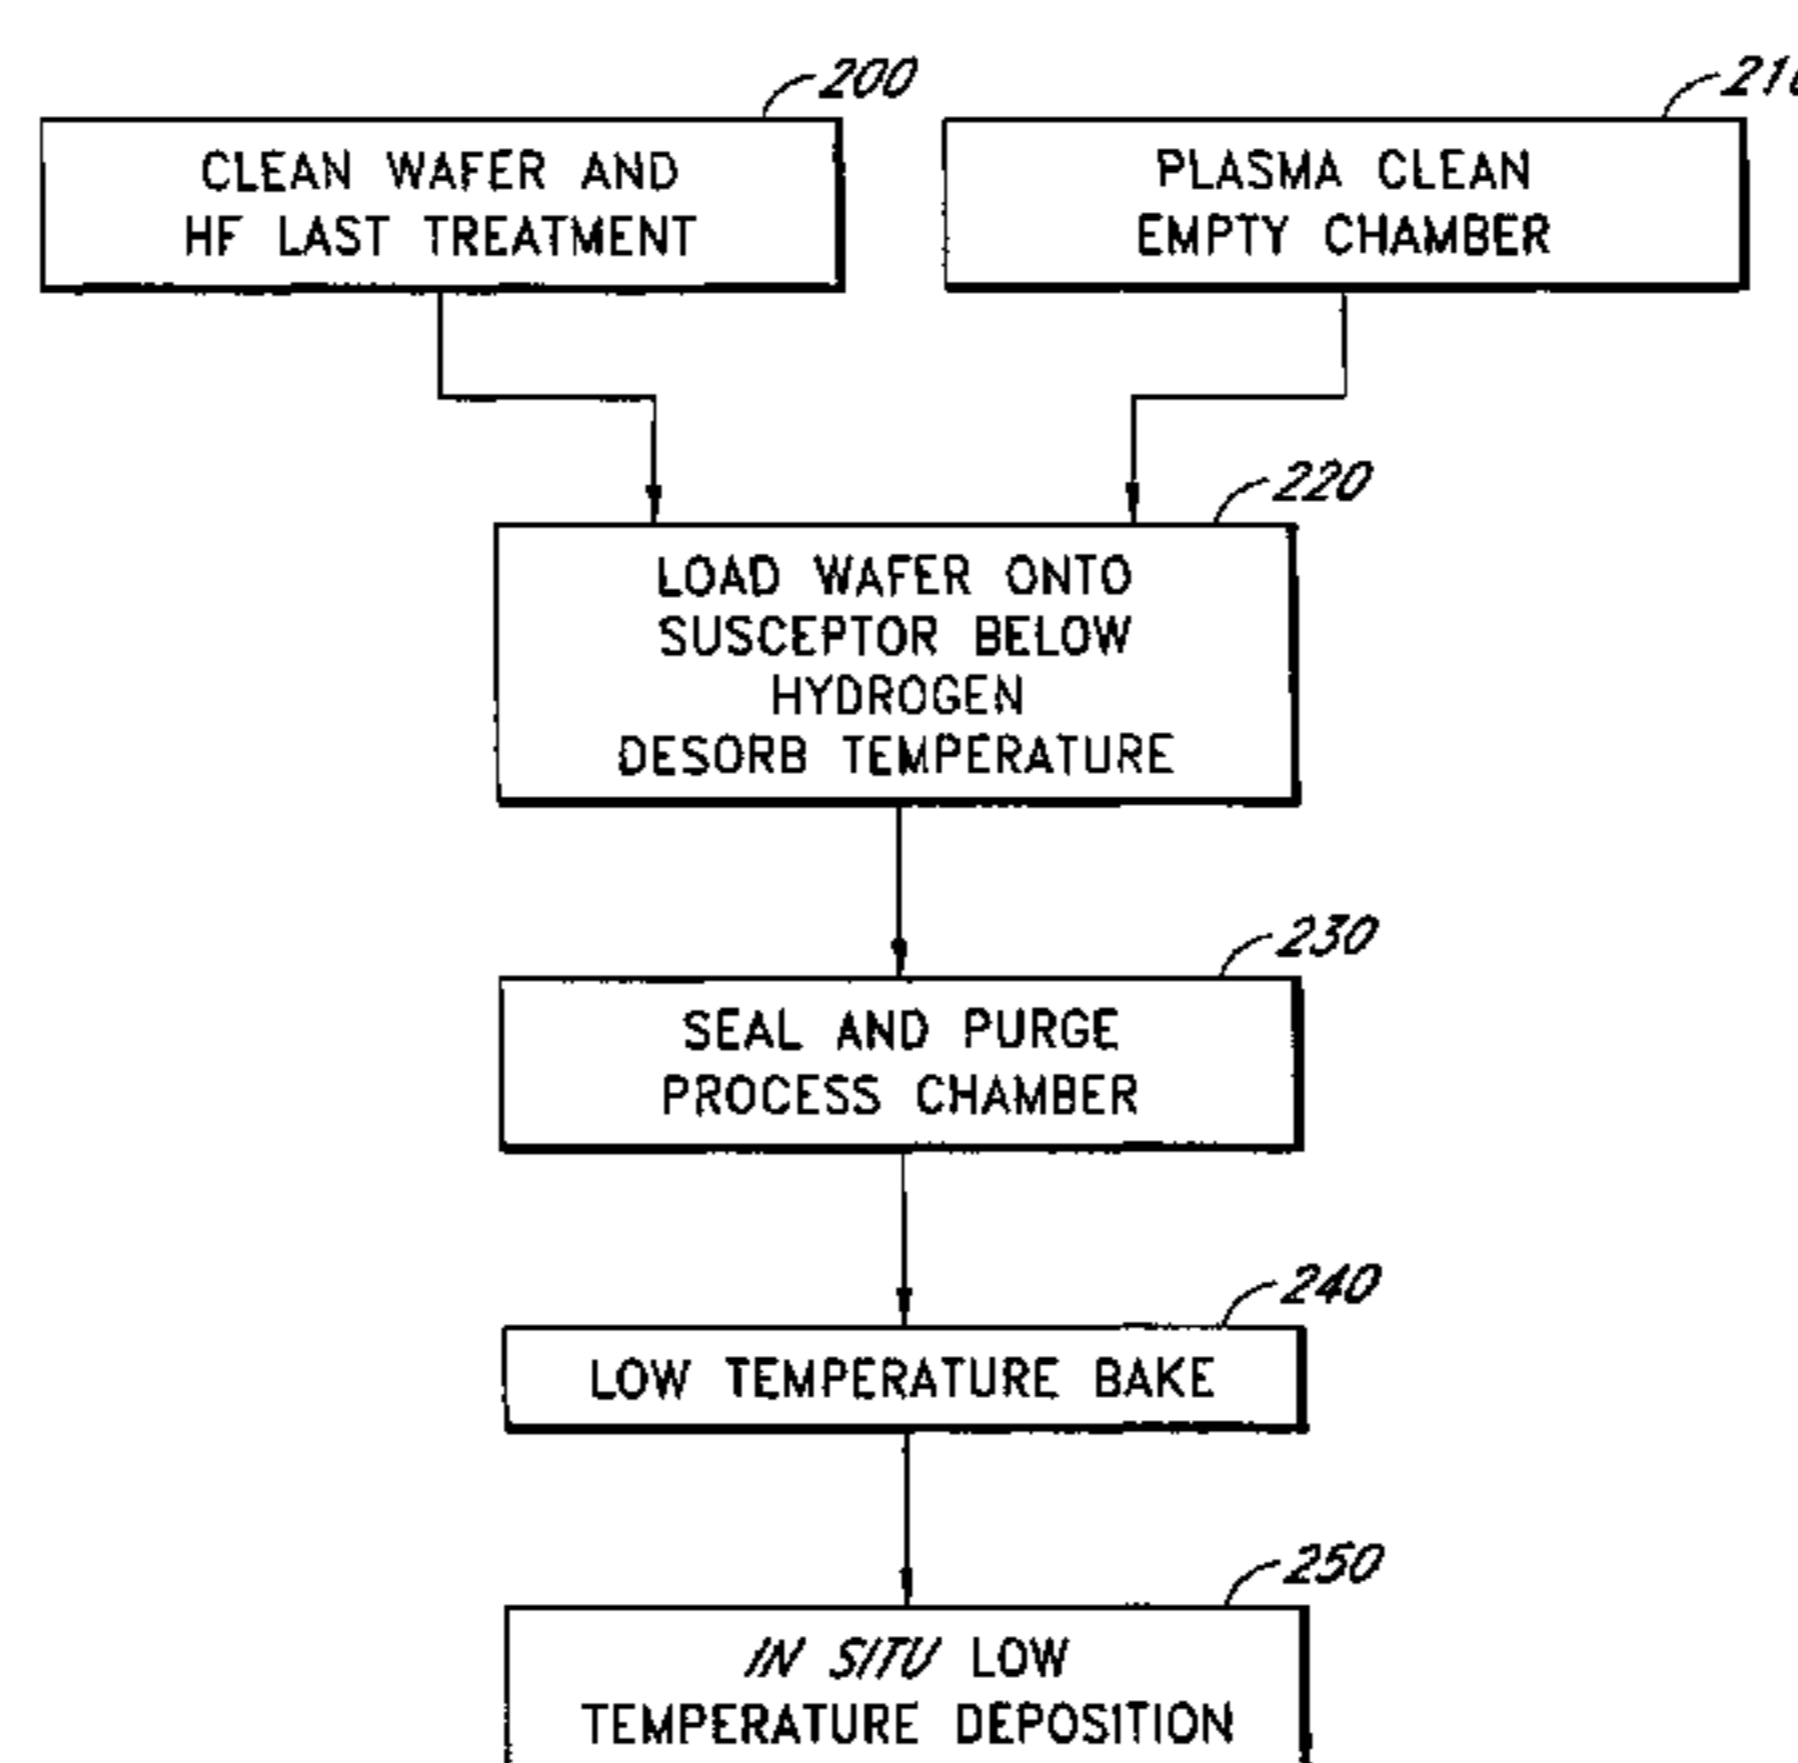 200
CLEAN WAFER AND
HF LAST TREATMENT
PLASMA CLEAN
EMPTY CHAMBER
220
LOAD WAFER ONTO
SUSCEPTOR BELOW
HYDROGEN
DESORB TEMPERATURE
230
SEAL AND PURGE
PROCESS CHAMBER
240
LOW TEMPERATURE BAKE
250
IN SITU LOW
TEMPERATURE DEPOSITION